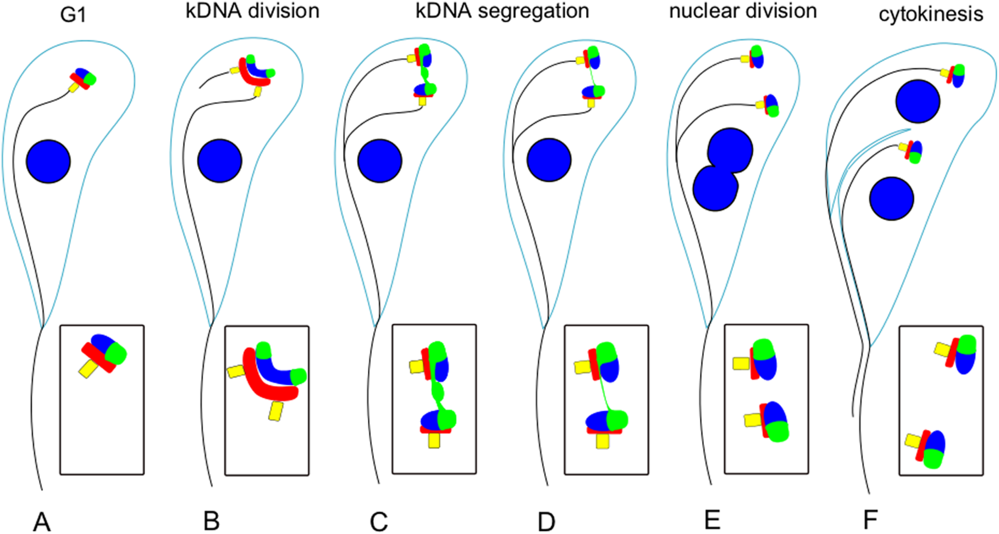 G1
kDNA division
kDNA segregation
nuclear division
cytokinesis
A
B
C
D
E
F